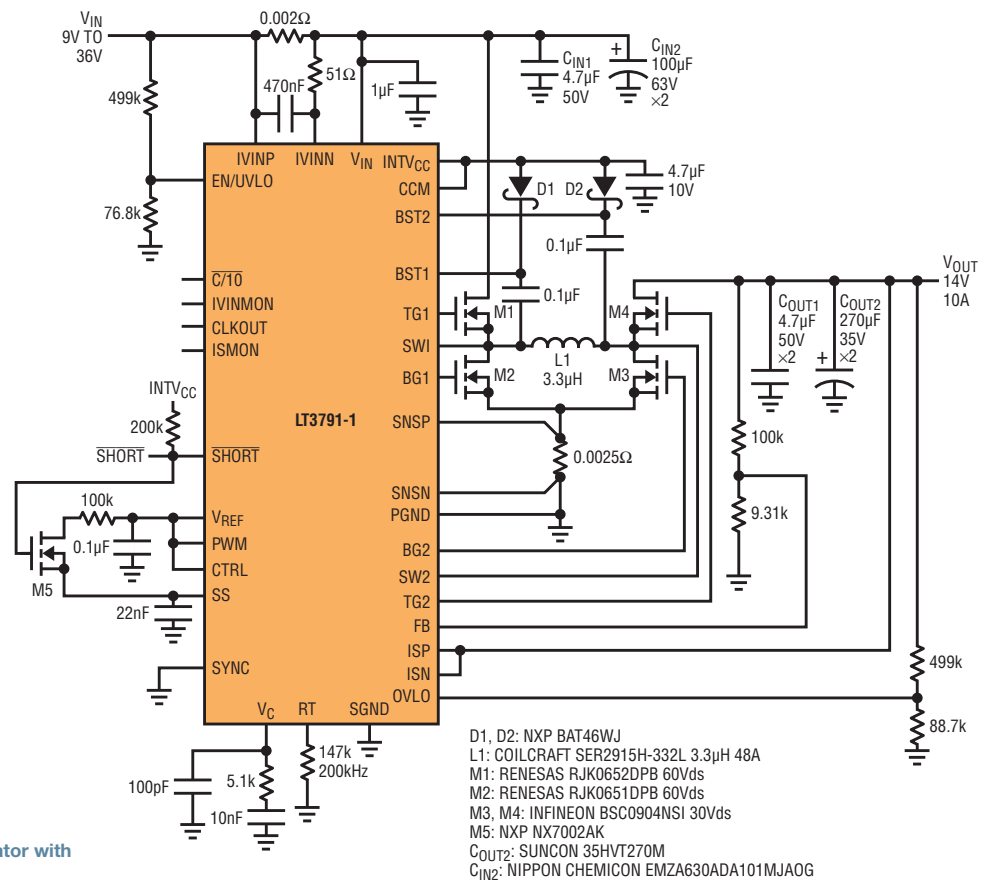 VIN
9V TO
36V
0.002Ω
51Ω
470nF
1µF
CIN1
4.7µF
50V
+
CIN2
100µF
63V
×2
499k
76.8k
IVINP
IVINN
VIN
INTVCC
EN/UVLO
CCM
BST2
D1
D2
4.7µF
10V
0.1µF
BST1
0.1µF
C/10
IVINMON
CLKOUT
ISMON
TG1
M1
M4
SWI
L1
3.3µH
BG1
M2
M3
VOUT
14V
10A
COUT1
4.7µF
50V
×2
COUT2
270µF
35V
+
×2
INTVCC
200k
LT3791-1
SHORT
SHORT
SNSP
0.0025Ω
SNSN
PGND
100k
9.31k
100k
VREF
0.1µF
PWM
CTRL
M5
SS
22nF
BG2
SW2
TG2
FB
ISP
ISN
OVLO
499k
88.7k
SYNC
VC
RT
SGND
147k
200kHz
100pF
5.1k
10nF
D1, D2: NXP BAT46WJ
L1: COILCRAFT SER2915H-332L 3.3µH 48A
M1: RENESAS RJK0652DPB 60Vds
M2: RENESAS RJK0651DPB 60Vds
M3, M4: INFINEON BSC0904NSI 30Vds
M5: NXP NX7002AK
COUT2: SUNCON 35HVT270M
CIN2: NIPPON CHEMICON EMZA630ADA101MJAOG
ator with